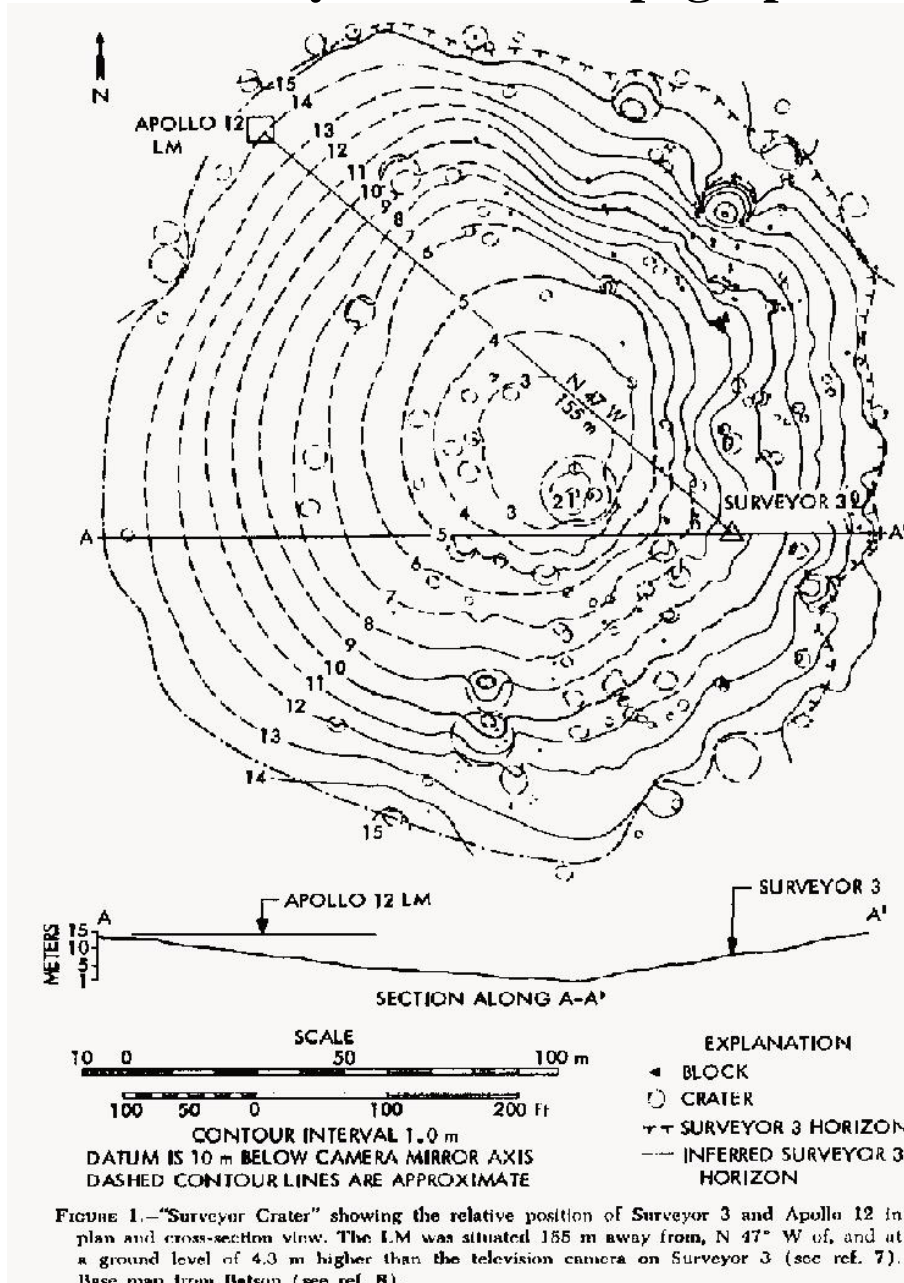 N
15
14
APOLLO 12
LM
13
12
11
10
9
8
7
6
5
4
3 3
N 47 W
155 m
21
SURVEYOR 3
A 5 A'
4 3
6
7
8
9
10
11
12
13
14
15
A APOLLO 12 LM SURVEYOR 3 A'
METERS
15
10
5
1
SECTION ALONG A-A'
SCALE
10 0 50 100 m
100 50 0 100 200 Ft
CONTOUR INTERVAL 1.0 m
DATUM IS 10 m BELOW CAMERA MIRROR AXIS
DASHED CONTOUR LINES ARE APPROXIMATE
EXPLANATION
BLOCK
CRATER
SURVEYOR 3 HORIZON
INFERRED SURVEYOR 3
HORIZON
FIGURE 1.—"Surveyor Crater" showing the relative position of Surveyor 3 and Apollo 12 in
plan and cross-section view. The LM was situated 155 m away from, N 47° W of, and at
a ground level of 4.3 m higher than the television camera on Surveyor 3 (see ref. 7).
Base map from Batson (see ref. 8)